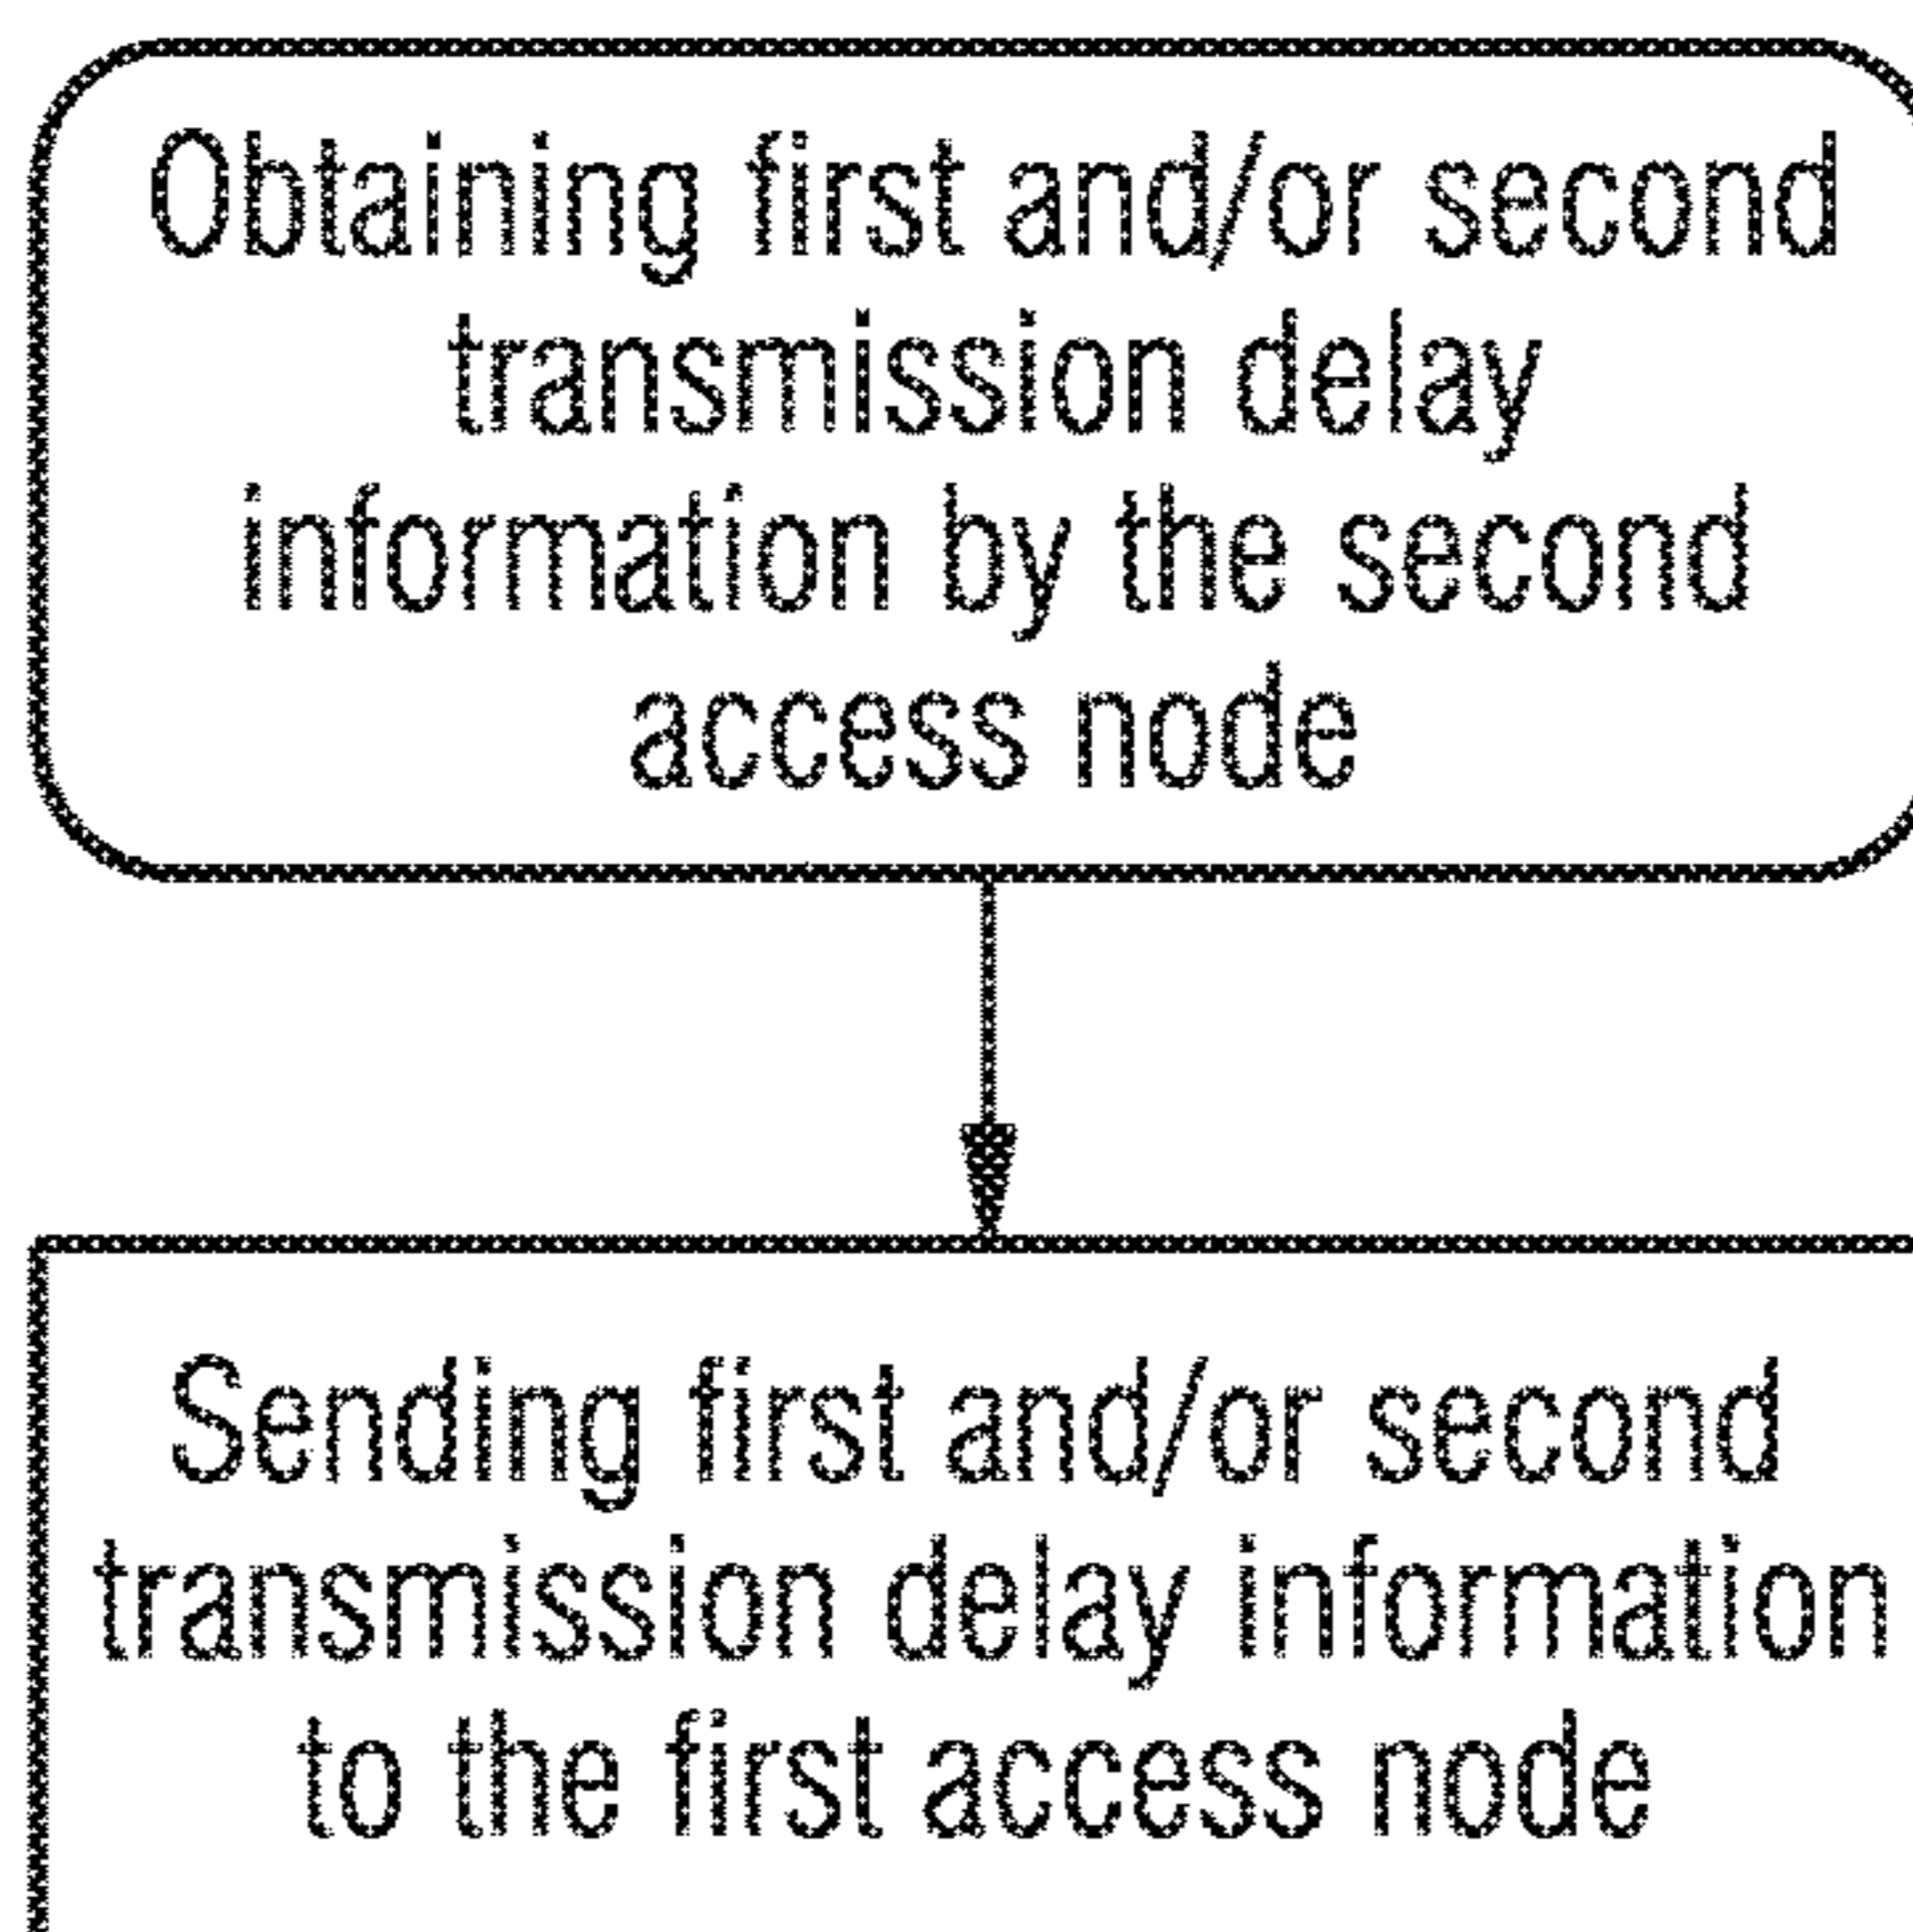 Obtaining first and/or second
transmission delay
information by the second
access node
Sending first and/or second
transmission delay information
to the first access node